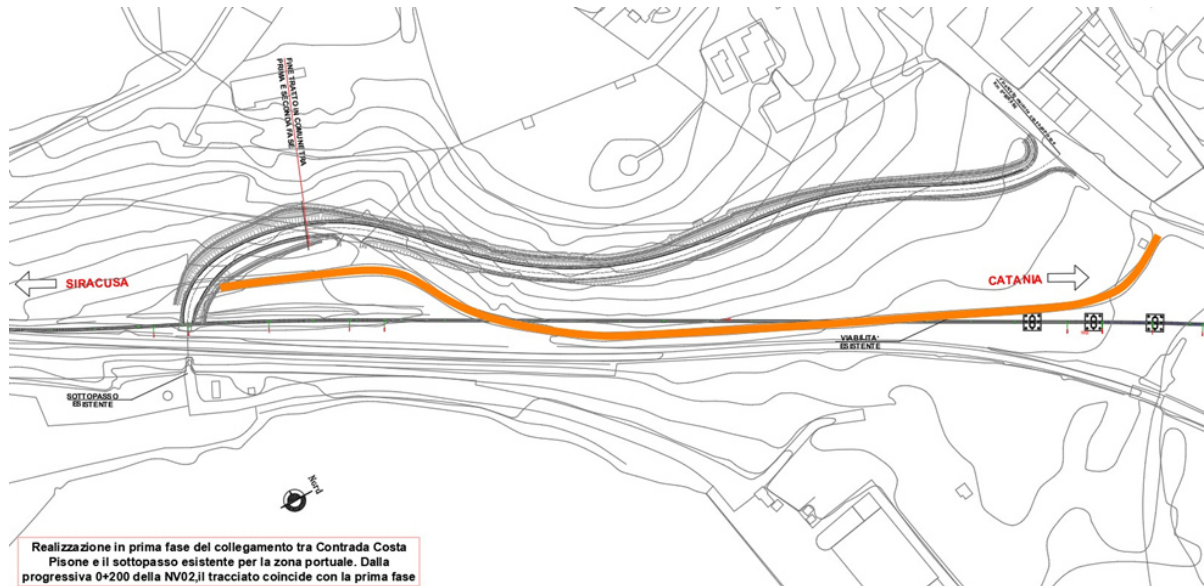 FINE TRATTO IN COMUNETRA
PRIMA E SECONDA FASE
SIRACUSA
CATANIA
VIABILITA'
ESISTENTE
SOTTOPASSO
ESISTENTE
Nord
Realizzazione in prima fase del collegamento tra Contrada Costa
Pisone e il sottopasso esistente per la zona portuale. Dalla
progressiva 0+200 della NV02,il tracciato coincide con la prima fase